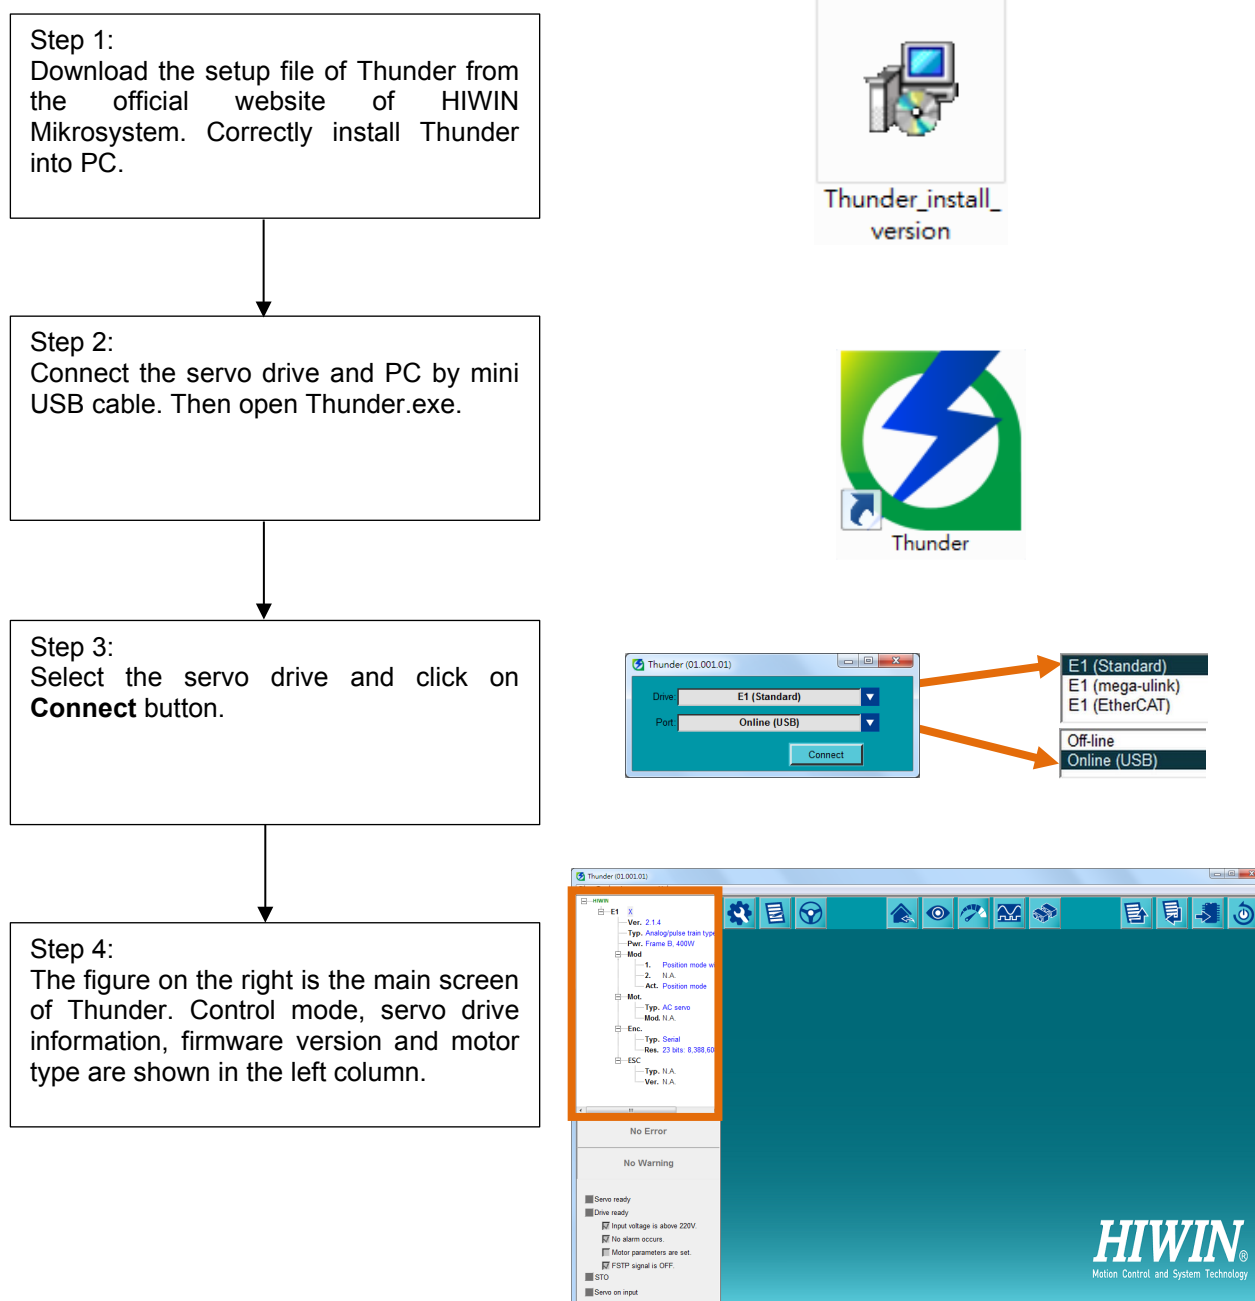 Step 1:
Download the setup file of Thunder from
the official website of HIWIN
Mikrosystem. Correctly install Thunder
into PC.
Thunder_install_
version
Step 2:
Connect the servo drive and PC by mini
USB cable. Then open Thunder.exe.
Thunder
Step 3:
Select the servo drive and click on
Connect button.
Thunder (01.001.01)
Drive: E1 (Standard)
Port: Online (USB)
Connect
E1 (Standard)
E1 (mega-ulink)
E1 (EtherCAT)
Off-line
Online (USB)
Step 4:
The figure on the right is the main screen
of Thunder. Control mode, servo drive
information, firmware version and motor
type are shown in the left column.
Thunder (01.001.01)
HIWIN
E1 X
Ver. 2.1.4
Typ. Analog/pulse train type
Pwr. Frame B, 400W
Mod
1. Position mode wi
2. N.A.
Act. Position mode
Mot.
Typ. AC servo
Mod. N.A.
Enc.
Typ. Serial
Res. 23 bits: 8,388,60
ESC
Typ. N.A.
Ver. N.A.
No Error
No Warning
Servo ready
Drive ready
Input voltage is above 220V.
No alarm occurs.
Motor parameters are set.
FSTP signal is OFF.
STO
Servo on input
HIWIN®
Motion Control and System Technology